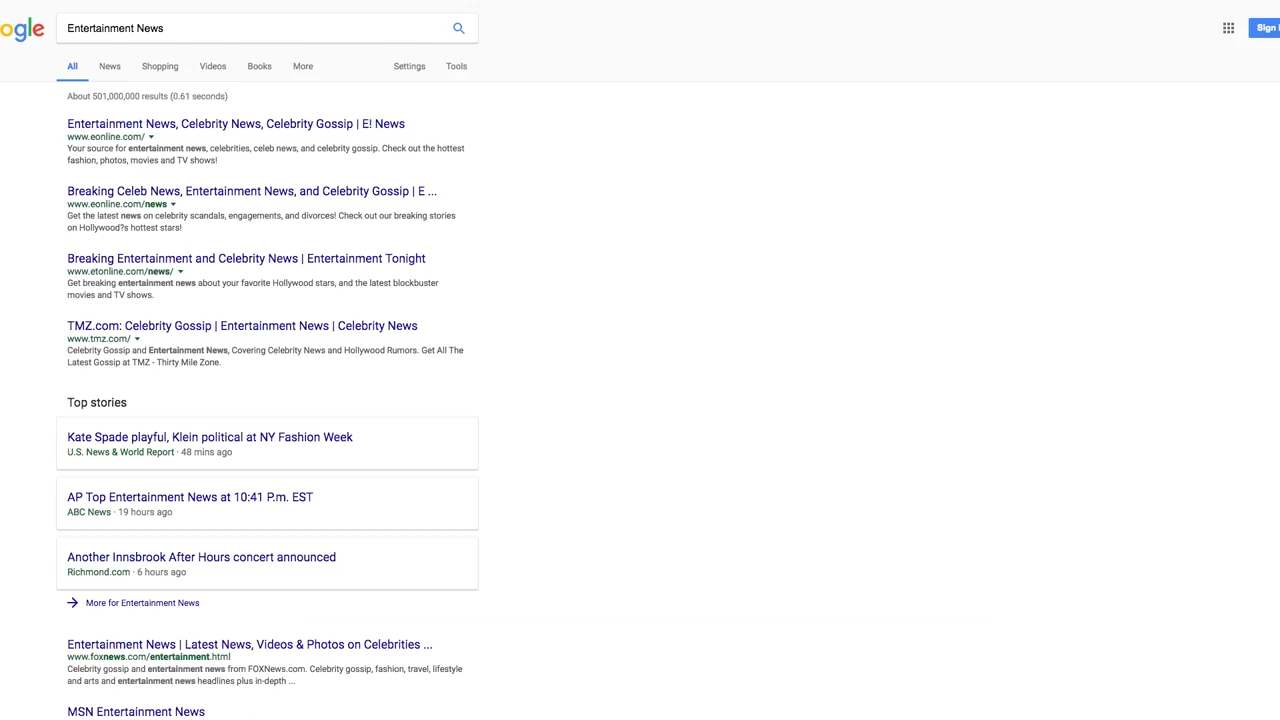 ogle
Entertainment News
Sign
All News Shopping Videos Books More Settings Tools
About 501,000,000 results (0.61 seconds)
Entertainment News, Celebrity News, Celebrity Gossip | E! News
www.eonline.com/
Your source for entertainment news, celebrities, celeb news, and celebrity gossip. Check out the hottest
fashion, photos, movies and TV shows!
Breaking Celeb News, Entertainment News, and Celebrity Gossip | E ...
www.eonline.com/news
Get the latest news on celebrity scandals, engagements, and divorces! Check out our breaking stories
on Hollywood?s hottest stars!
Breaking Entertainment and Celebrity News | Entertainment Tonight
www.etonline.com/news/
Get breaking entertainment news about your favorite Hollywood stars, and the latest blockbuster
movies and TV shows.
TMZ.com: Celebrity Gossip | Entertainment News | Celebrity News
www.tmz.com/
Celebrity Gossip and Entertainment News, Covering Celebrity News and Hollywood Rumors. Get All The
Latest Gossip at TMZ - Thirty Mile Zone.
Top stories
Kate Spade playful, Klein political at NY Fashion Week
U.S. News & World Report · 48 mins ago
AP Top Entertainment News at 10:41 P.m. EST
ABC News · 19 hours ago
Another Innsbrook After Hours concert announced
Richmond.com · 6 hours ago
More for Entertainment News
Entertainment News | Latest News, Videos & Photos on Celebrities ...
www.foxnews.com/entertainment.html
Celebrity gossip and entertainment news from FOXNews.com. Celebrity gossip, fashion, travel, lifestyle
and arts and entertainment news headlines plus in-depth ...
MSN Entertainment News